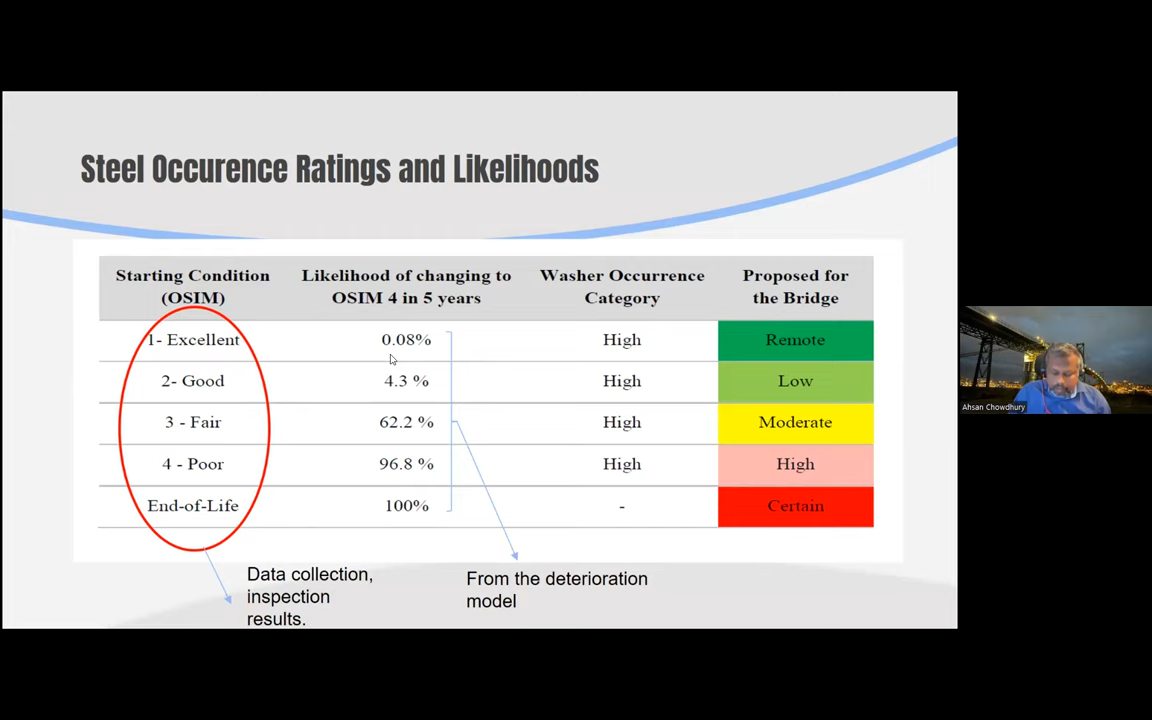 Steel Occurence Ratings and Likelihoods
Starting Condition (OSIM)
Likelihood of changing to OSIM 4 in 5 years
Washer Occurrence Category
Proposed for the Bridge
1- Excellent 0.08% High Remote
2- Good 4.3 % High Low
3 - Fair 62.2 % High Moderate
4 - Poor 96.8 % High High
End-of-Life 100% - Certain
Data collection,
inspection
results.
From the deterioration
model
Ahsan Chowdhury